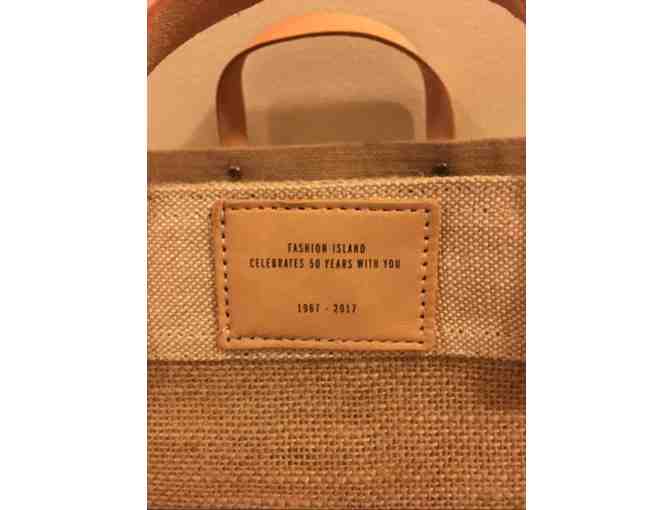 FASHION ISLAND
CELEBRATES 50 YEARS WITH YOU
1967 - 2017